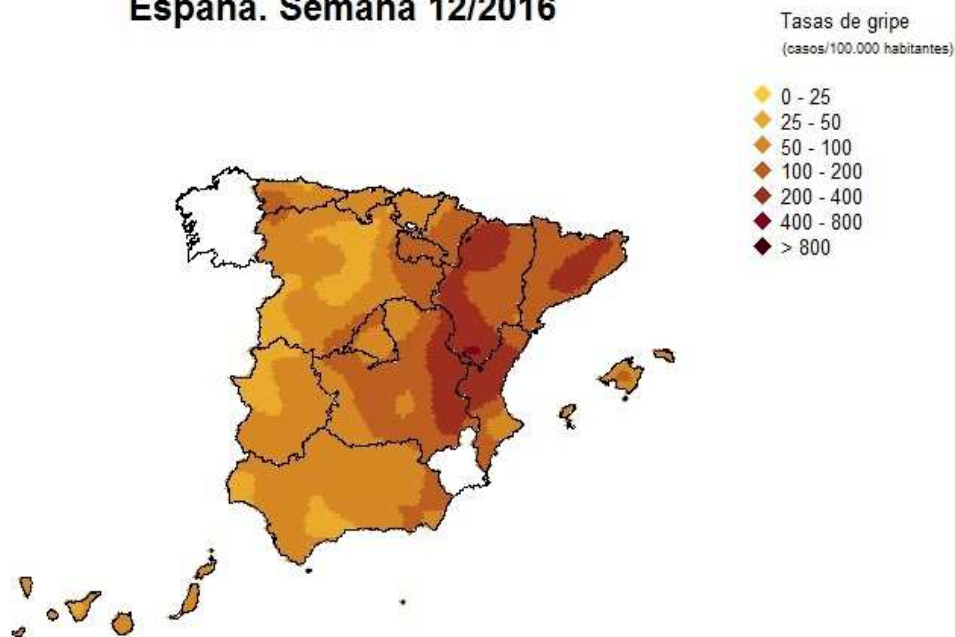 España. Semana 12/2016
Tasas de gripe
(casos/100.000 habitantes)
0 - 25
25 - 50
50 - 100
100 - 200
200 - 400
400 - 800
> 800